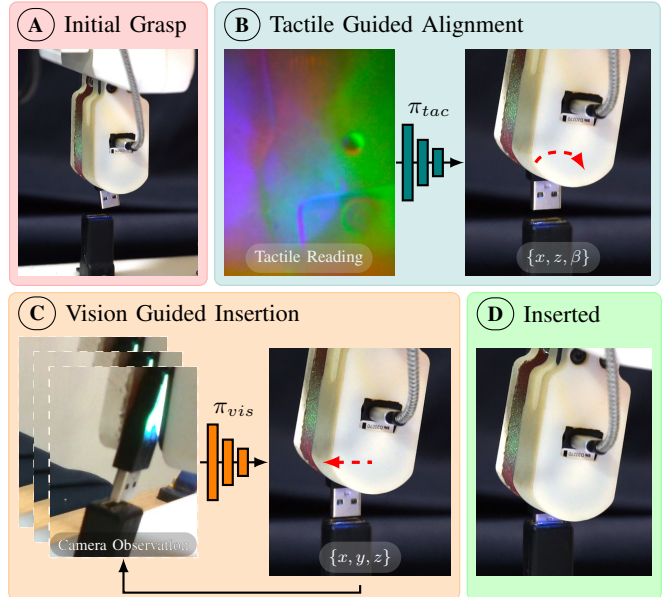 A Initial Grasp
B Tactile Guided Alignment
π_tac
Tactile Reading
{x, z, β}
C Vision Guided Insertion
π_vis
Camera Observation
{x, y, z}
D Inserted